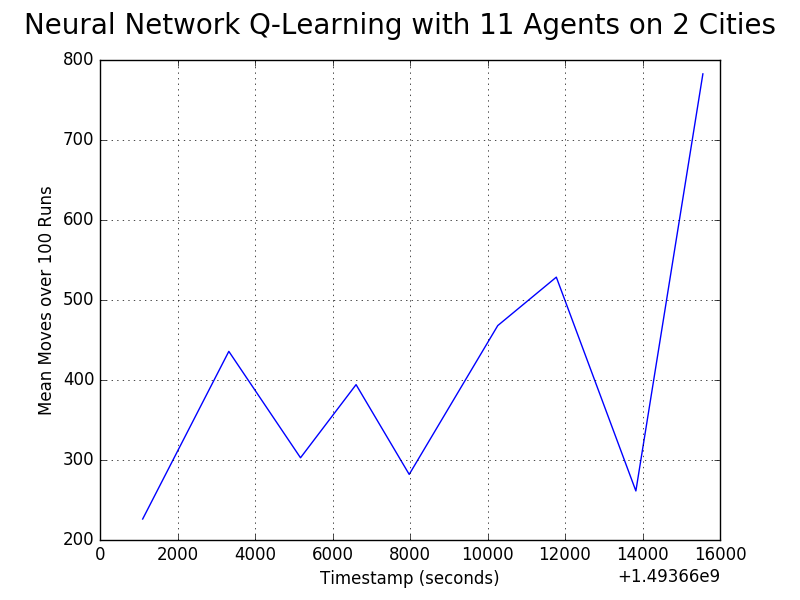 Neural Network Q-Learning with 11 Agents on 2 Cities
Mean Moves over 100 Runs
800
700
600
500
400
300
200
0 2000 4000 6000 8000 10000 12000 14000 16000
Timestamp (seconds)
+1.49366e9